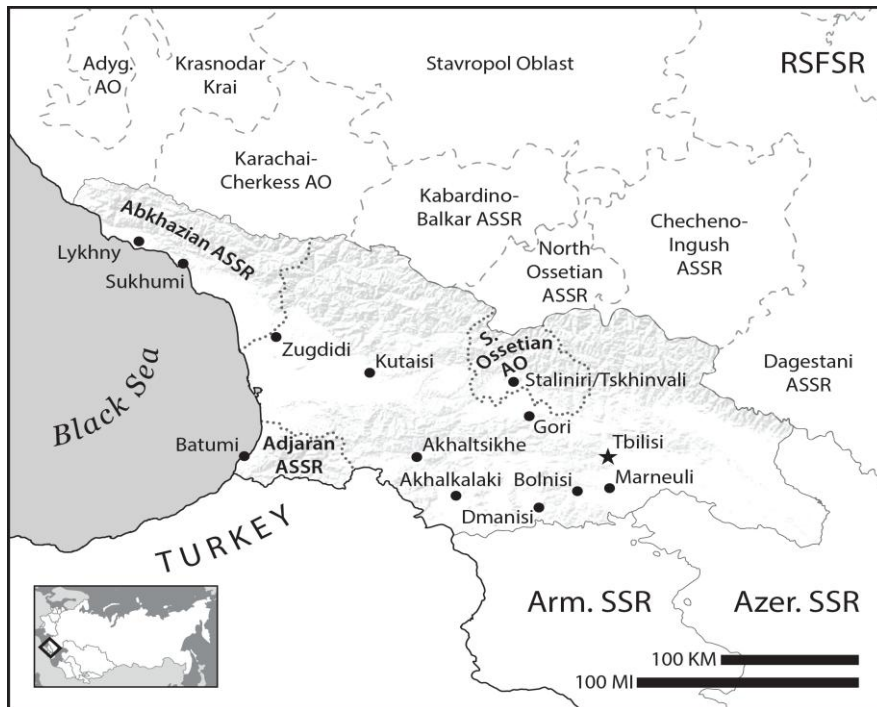 Adyg.
AO
Krasnodar
Krai
Stavropol Oblast
RSFSR
Karachai-
Cherkess AO
Kabardino-
Balkar ASSR
Checheno-
Ingush
ASSR
North
Ossetian
ASSR
Dagestani
ASSR
Abkhazian ASSR
Lykhny
Sukhumi
Zugdidi
Kutaisi
S.
Ossetian
AO
Staliniri/Tskhinvali
Gori
Tbilisi
Black Sea
Batumi
Adjaran
ASSR
Akhaltsikhe
Akhalkalaki
Bolnisi
Marneuli
Dmanisi
TURKEY
Arm. SSR
Azer. SSR
100 KM
100 MI